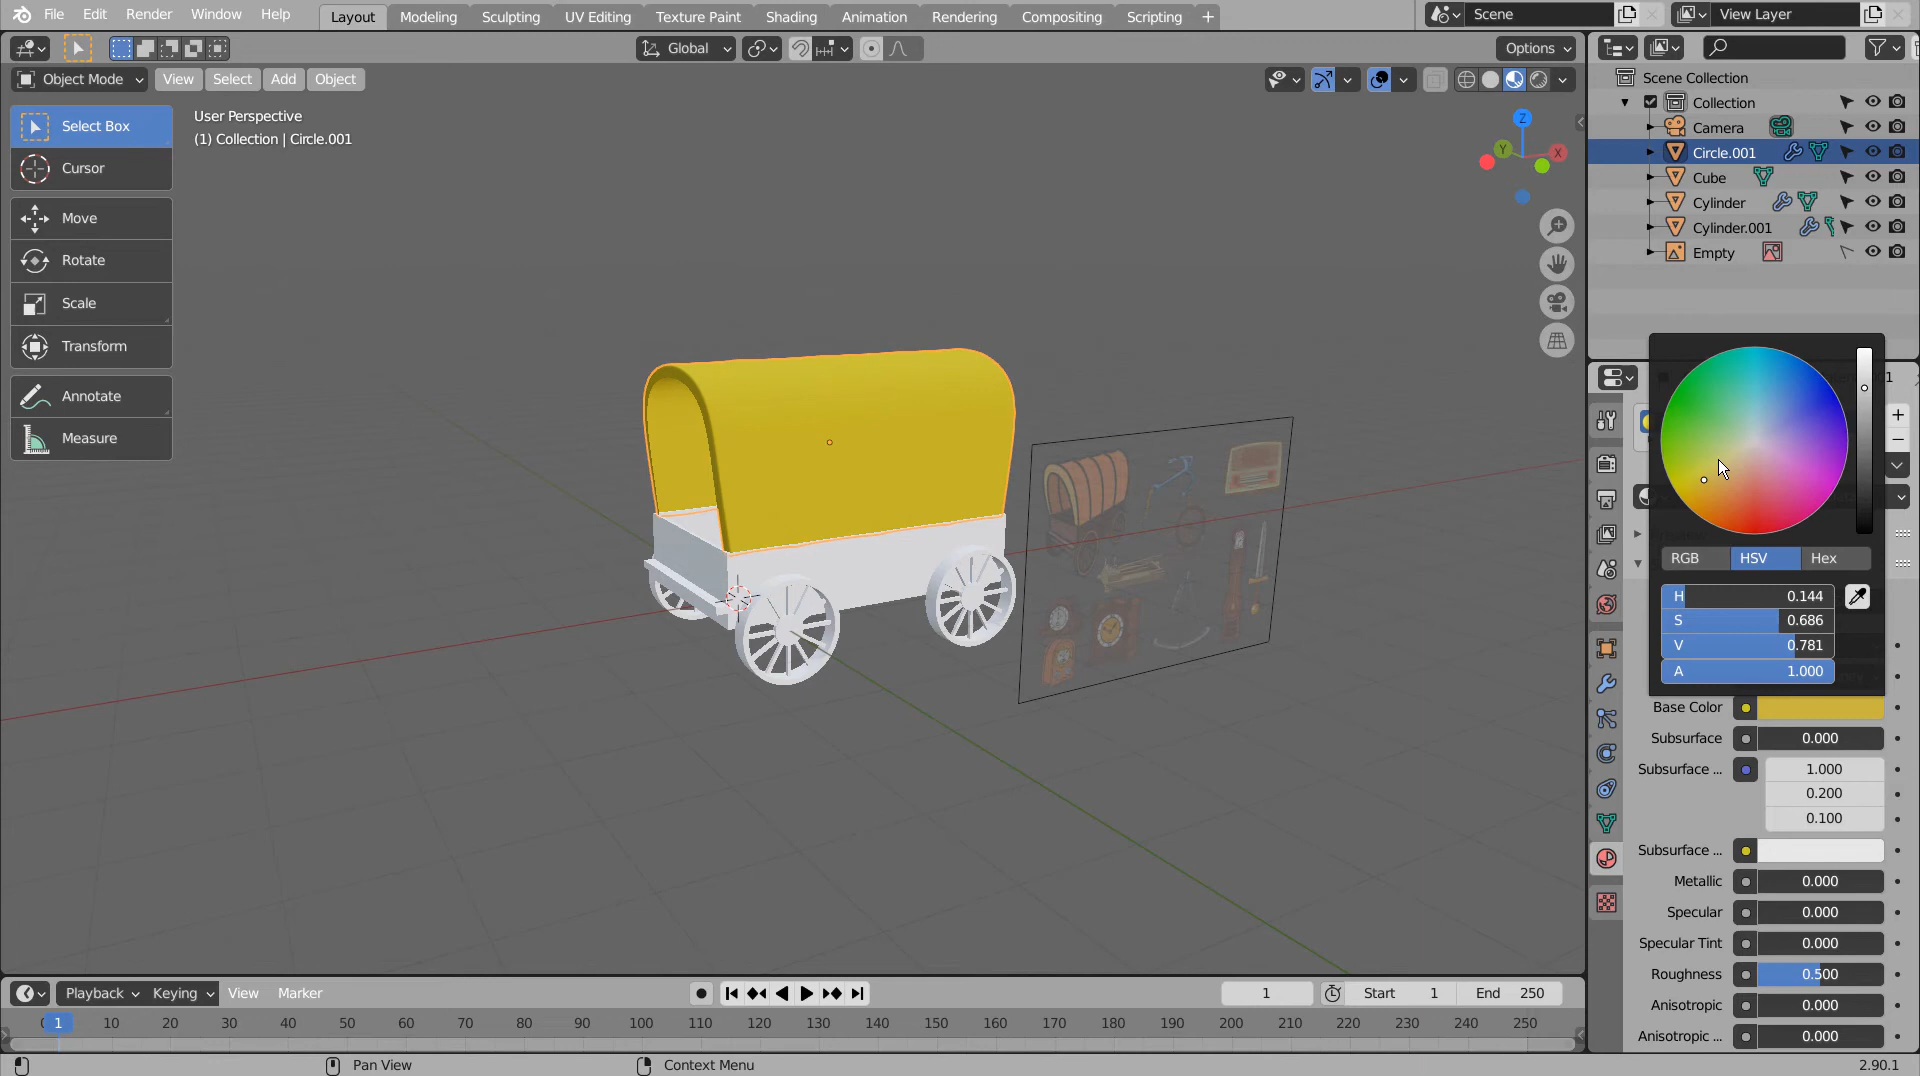 File Edit Render Window Help Layout Modeling Sculpting UV Editing Texture Paint Shading Animation Rendering Compositing Scripting + Scene View Layer
Global Options
Object Mode View Select Add Object
Scene Collection
Collection
Camera
Circle.001
Cube
Cylinder
Cylinder.001
Empty
Select Box
Cursor
Move
Rotate
Scale
Transform
Annotate
Measure
User Perspective
(1) Collection | Circle.001
Z
Y
X
RGB HSV Hex
H 0.144
S 0.686
V 0.781
A 1.000
Base Color
Subsurface 0.000
Subsurface ... 1.000
0.200
0.100
Subsurface ...
Metallic 0.000
Specular 0.000
Specular Tint 0.000
Roughness 0.500
Anisotropic 0.000
Anisotropic ... 0.000
Playback Keying View Marker 1 Start 1 End 250
1 10 20 30 40 50 60 70 80 90 100 110 120 130 140 150 160 170 180 190 200 210 220 230 240 250
Pan View Context Menu 2.90.1